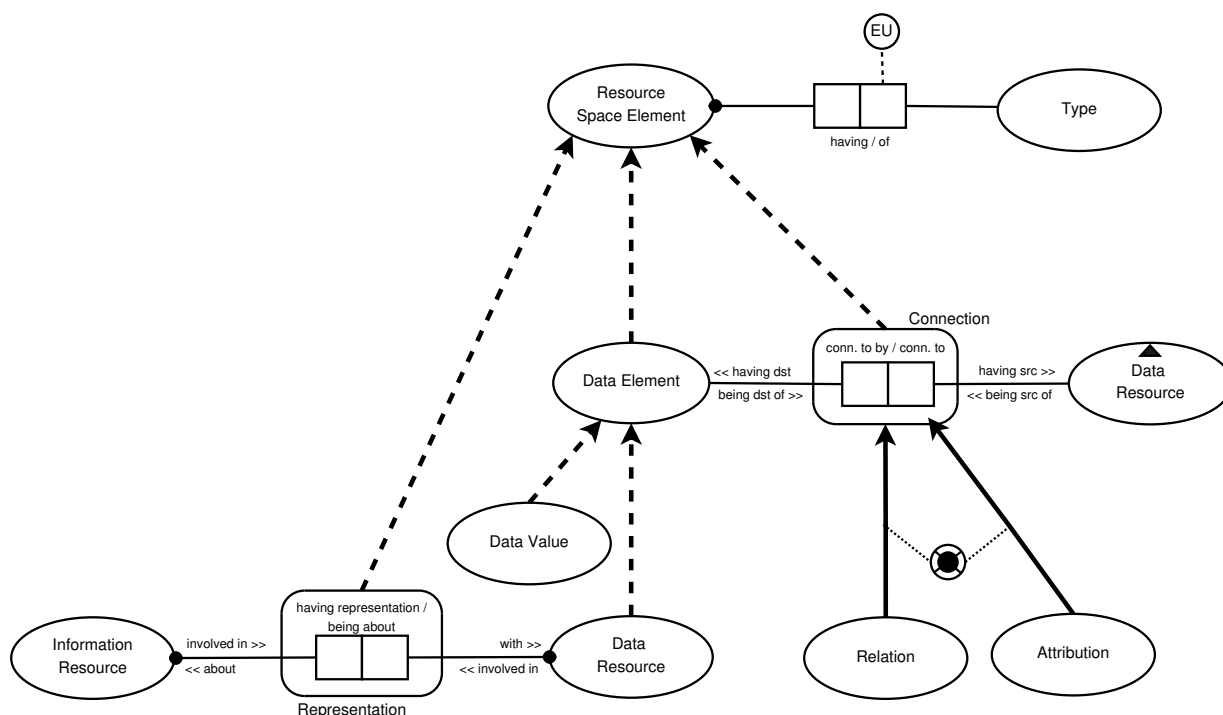 EU
Resource
Space Element
Type
having / of
Connection
conn. to by / conn. to
Data Element
<< having dst
being dst of >>
having src >>
<< being src of
Data
Resource
Data Value
having representation /
being about
Information
Resource
involved in >>
<< about
with >>
<< involved in
Data
Resource
Relation
Attribution
Representation